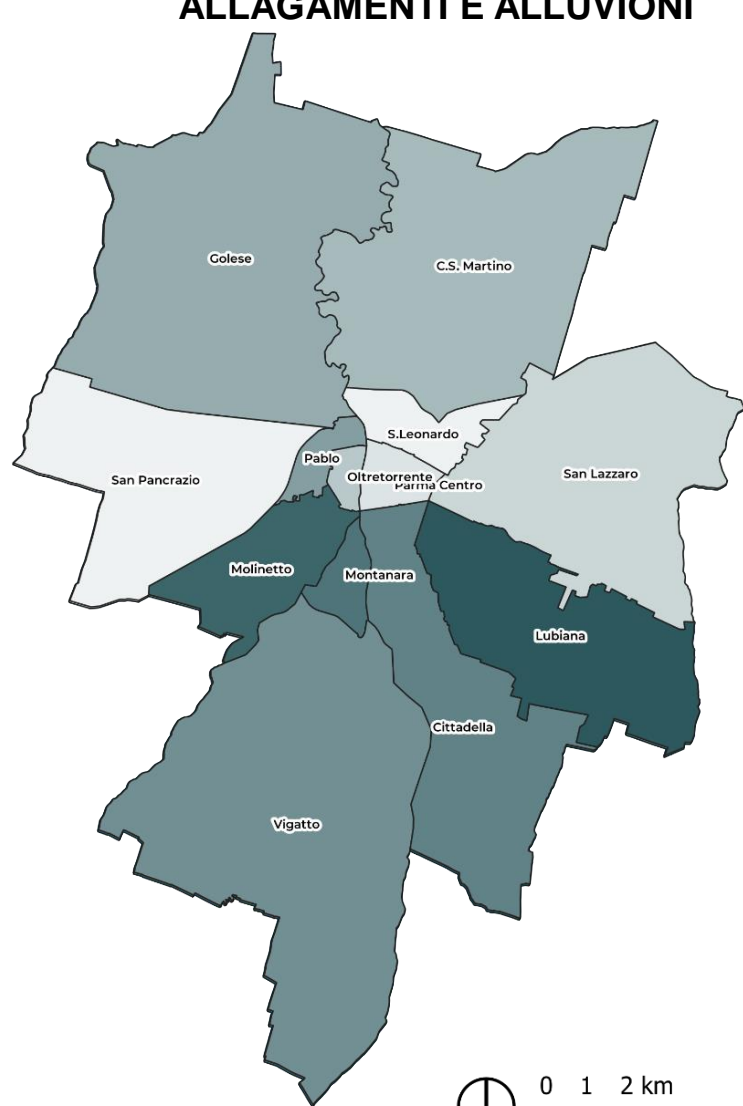 ALLAGAMENTI E ALLUVIONI
Golese
C.S. Martino
S.Leonardo
Pablo
San Pancrazio
Oltretorrente
Parma Centro
San Lazzaro
Molinetto
Montanara
Lubiana
Cittadella
Vigatto
0 1 2 km